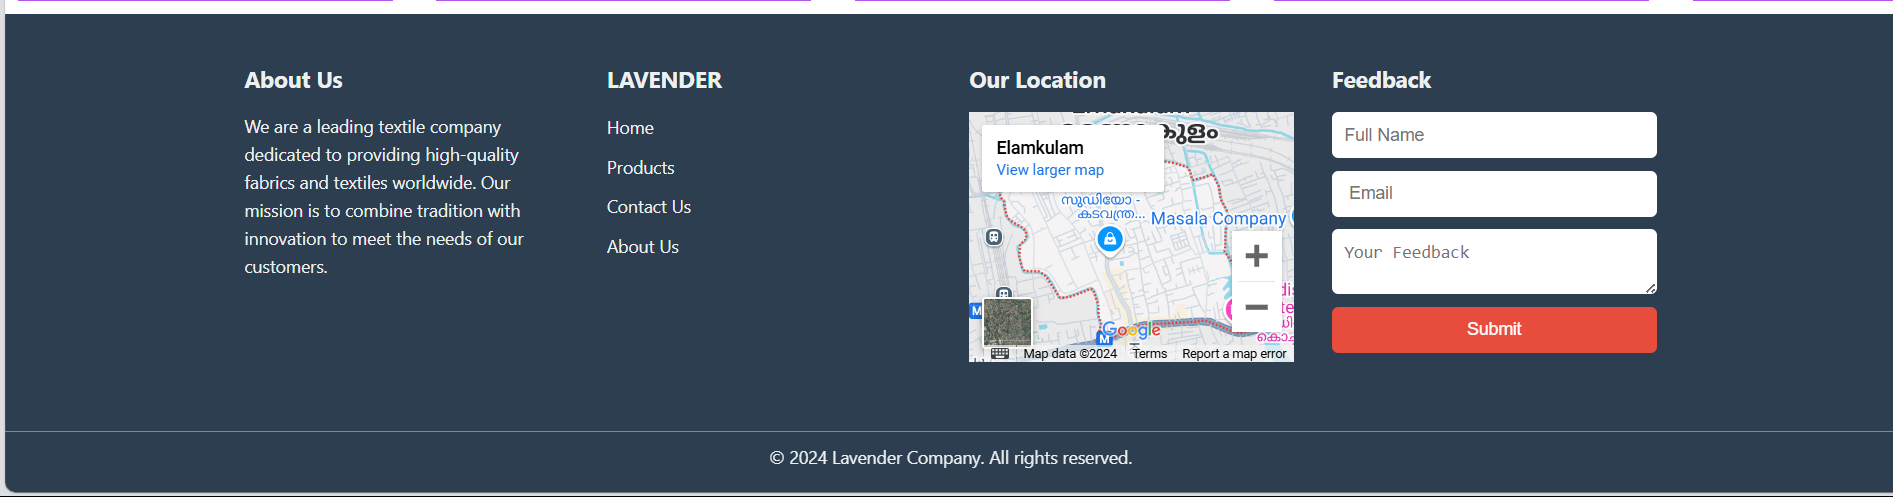 About Us
We are a leading textile company
dedicated to providing high-quality
fabrics and textiles worldwide. Our
mission is to combine tradition with
innovation to meet the needs of our
customers.
LAVENDER
Home
Products
Contact Us
About Us
Our Location
Elamkulam
View larger map
സുഡിയോ -
കടവന്ത്ര...
Masala Company
M
M
Google
Map data ©2024
Terms
Report a map error
Feedback
Full Name
Email
Your Feedback
Submit
© 2024 Lavender Company. All rights reserved.